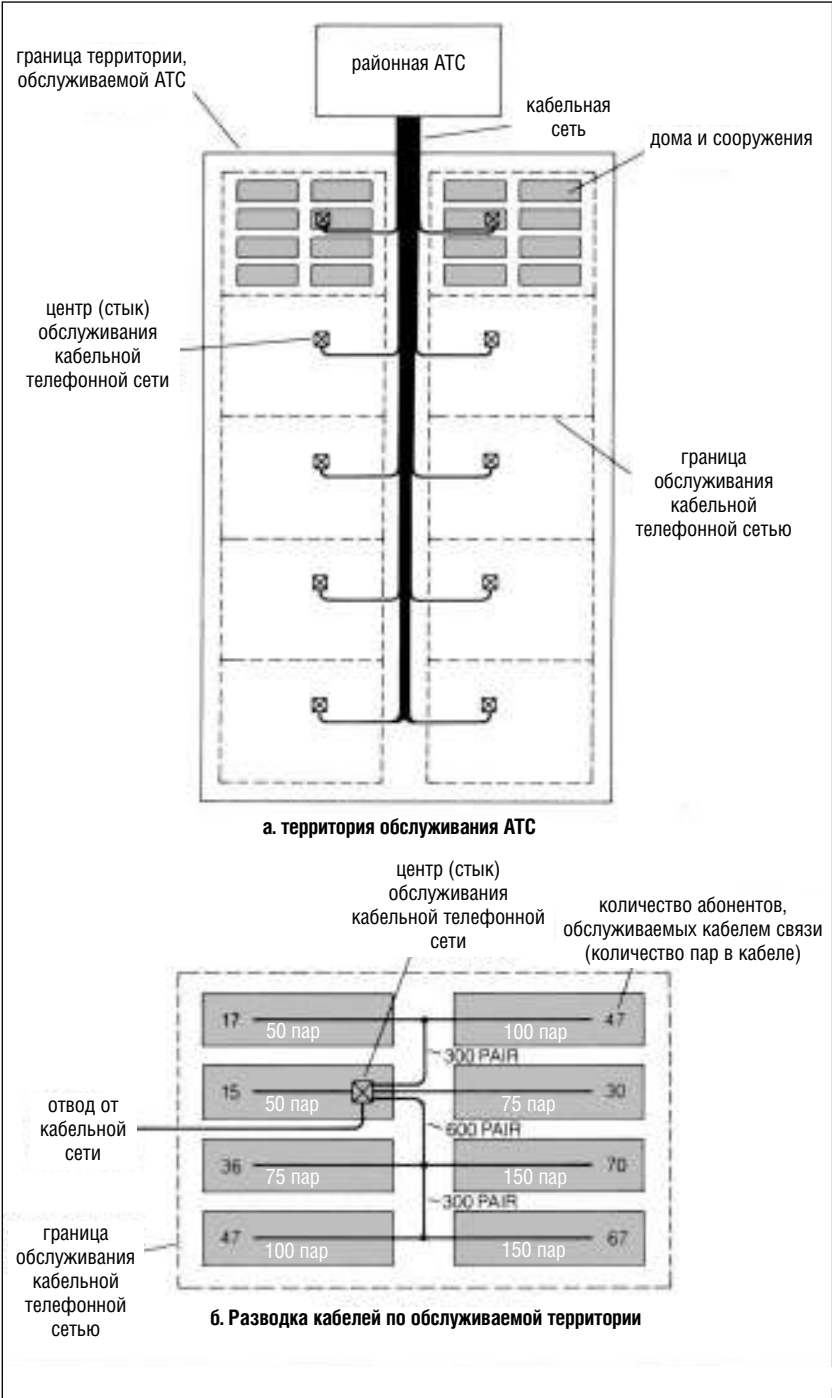 районная АТС
граница территории,
обслуживаемой АТС
кабельная
сеть
дома и сооружения
центр (стык)
обслуживания
кабельной
телефонной сети
граница
обслуживания
кабельной
телефонной сетью
а. территория обслуживания АТС
центр (стык)
обслуживания
кабельной телефонной
сети
количество абонентов,
обслуживаемых кабелем связи
(количество пар в кабеле)
17
50 пар
100 пар
47
300 PAIR
15
50 пар
75 пар
30
отвод от
кабельной
сети
600 PAIR
36
75 пар
150 пар
70
300 PAIR
47
100 пар
150 пар
67
граница
обслуживания
кабельной
телефонной
сетью
б. Разводка кабелей по обслуживаемой территории